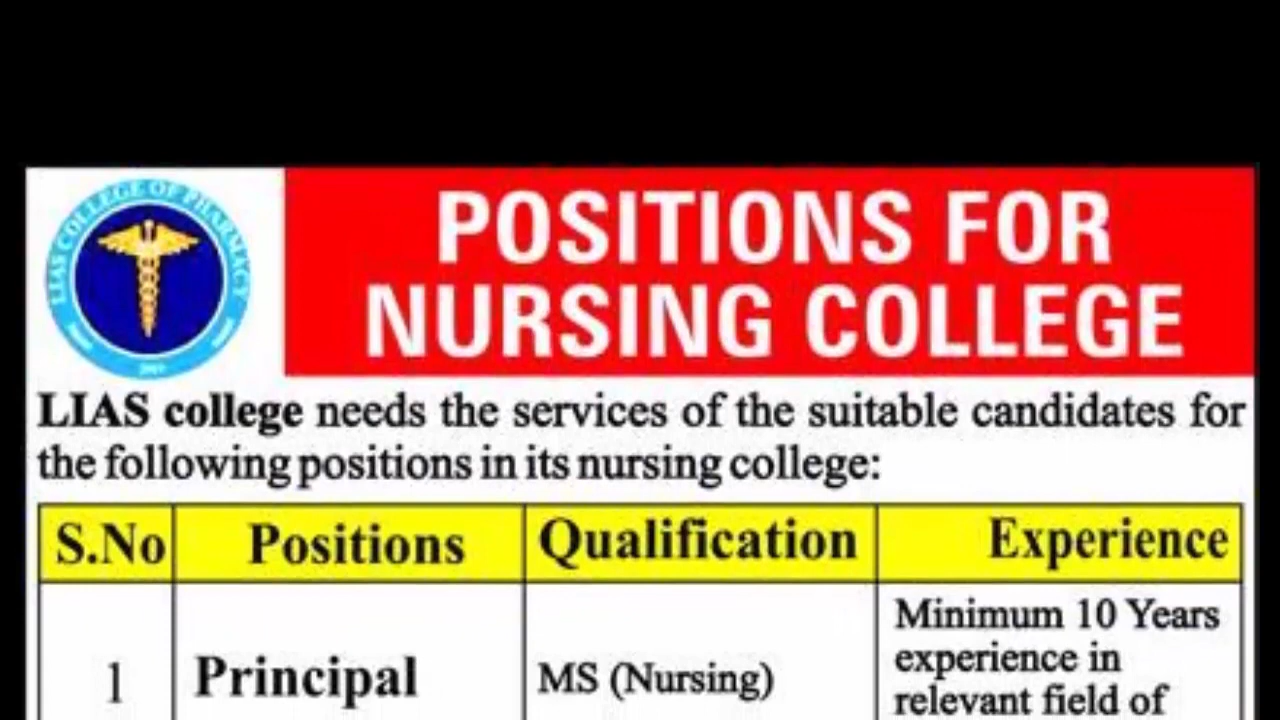 LIAS COLLEGE OF PHARMACY
POSITIONS FOR
NURSING COLLEGE
LIAS college needs the services of the suitable candidates for
the following positions in its nursing college:
S.No Positions Qualification Experience
1 Principal MS (Nursing) Minimum 10 Years
experience in
relevant field of